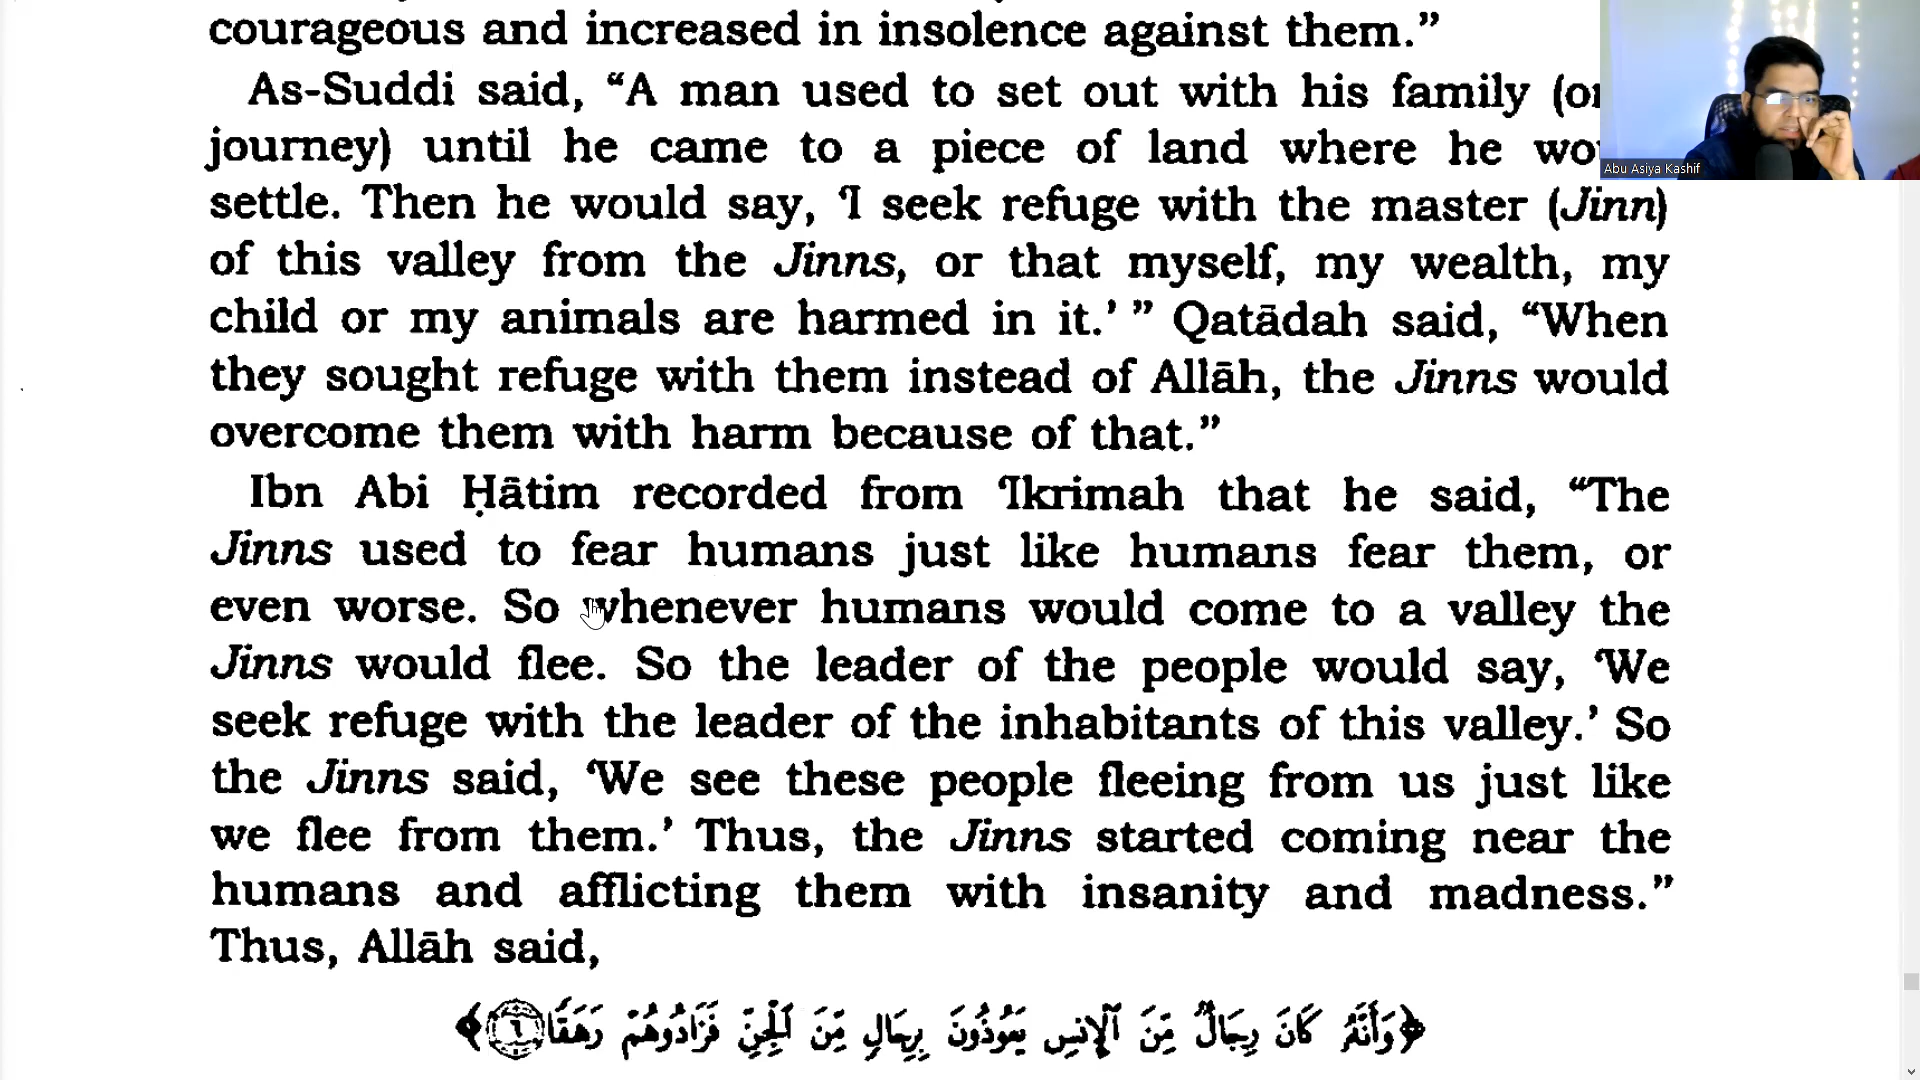 courageous and increased in insolence against them.”
As-Suddi said, “A man used to set out with his family (or
journey) until he came to a piece of land where he wo
settle. Then he would say, ‘I seek refuge with the master (Jinn)
of this valley from the Jinns, or that myself, my wealth, my
child or my animals are harmed in it.’ ” Qatādah said, “When
they sought refuge with them instead of Allāh, the Jinns would
overcome them with harm because of that.”
Ibn Abi Ḥātim recorded from ‘Ikrimah that he said, “The
Jinns used to fear humans just like humans fear them, or
even worse. So whenever humans would come to a valley the
Jinns would flee. So the leader of the people would say, ‘We
seek refuge with the leader of the inhabitants of this valley.’ So
the Jinns said, ‘We see these people fleeing from us just like
we flee from them.’ Thus, the Jinns started coming near the
humans and afflicting them with insanity and madness.”
Thus, Allāh said,
﴿وَأَنَّهُ كَانَ رِجَالٌ مِّنَ ٱلْإِنسِ يَعُوذُونَ بِرِجَالٍ مِّنَ ٱلْجِنِّ فَزَادُوهُمْ رَهَقًا ٦﴾
Abu Asiya Kashif